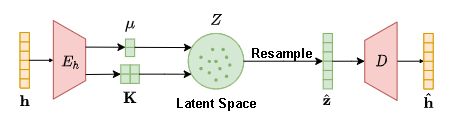 μ
Z
E_h
Resample
D
h
K
Latent Space
ẑ
ĥ